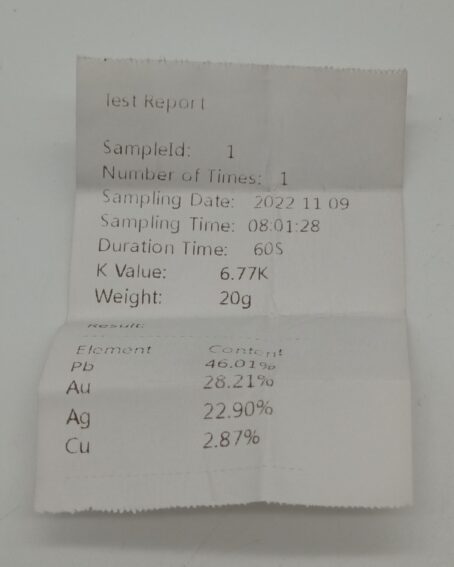 Test Report
SampleId: 1
Number of Times: 1
Sampling Date: 2022 11 09
Sampling Time: 08:01:28
Duration Time: 60S
K Value: 6.77K
Weight: 20g
Result:
Element Content
Pb 46.01%
Au 28.21%
Ag 22.90%
Cu 2.87%